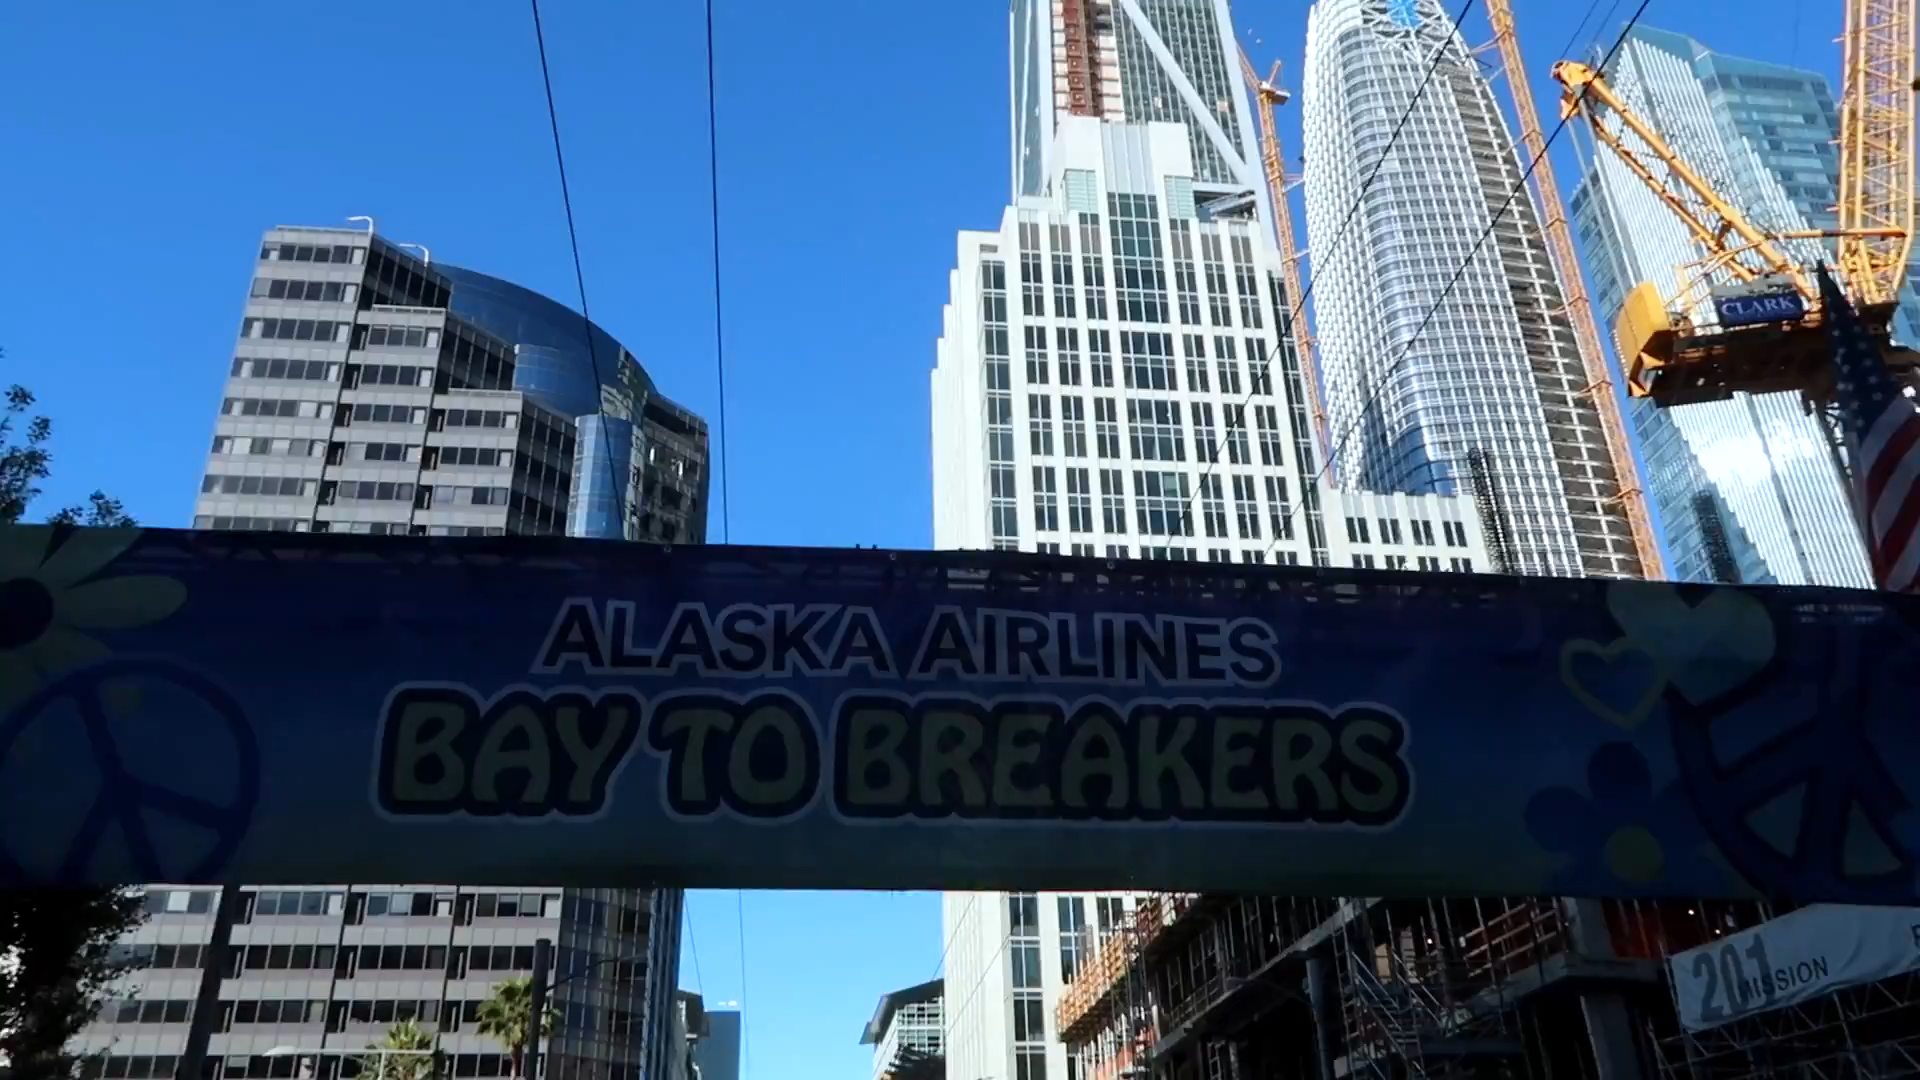 CLARK
ALASKA AIRLINES
BAY TO BREAKERS
201
MISSION